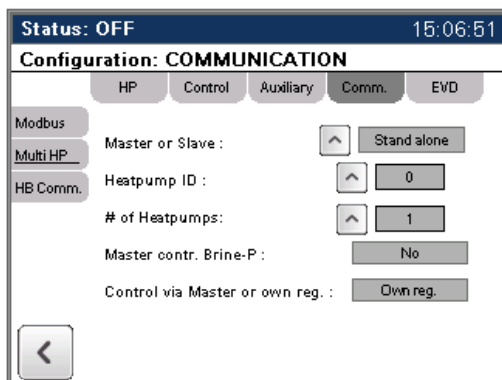 Status: OFF 15:06:51
Configuration: COMMUNICATION
HP Control Auxiliary Comm. EVD
Modbus
Multi HP
HB Comm.
Master or Slave : Stand alone
Heatpump ID : 0
# of Heatpumps: 1
Master contr. Brine-P : No
Control via Master or own reg. : Own reg.